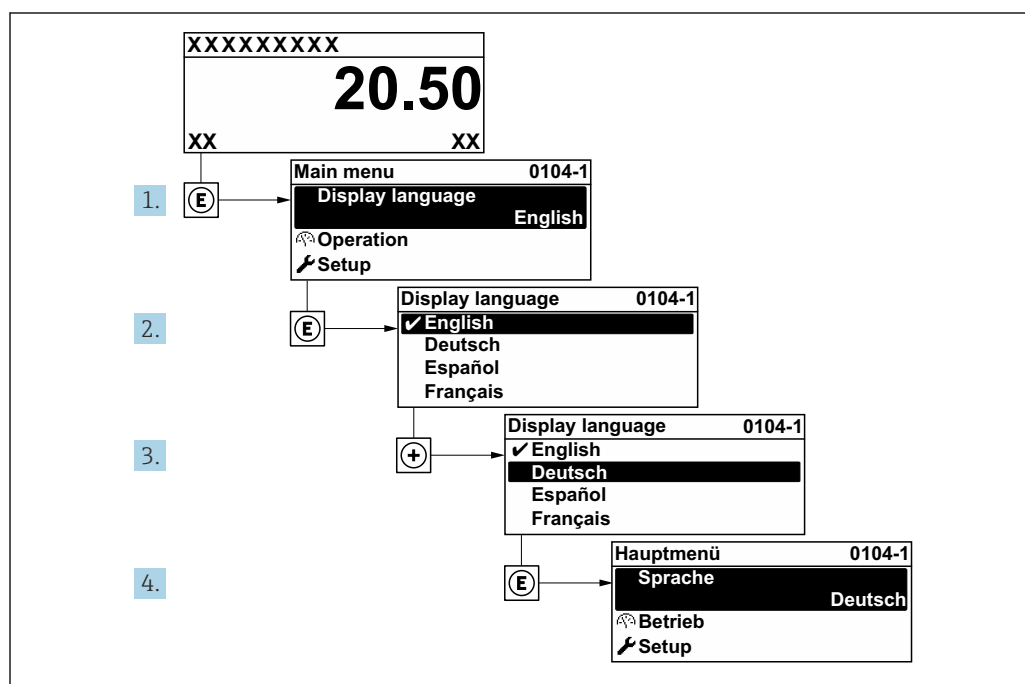 XXXXXXXXX
20.50
XX XX
1. E
Main menu 0104-1
Display language
English
Operation
Setup
2. E
Display language 0104-1
✔ English
Deutsch
Español
Français
3. +
Display language 0104-1
✔ English
Deutsch
Español
Français
4. E
Hauptmenü 0104-1
Sprache
Deutsch
Betrieb
Setup